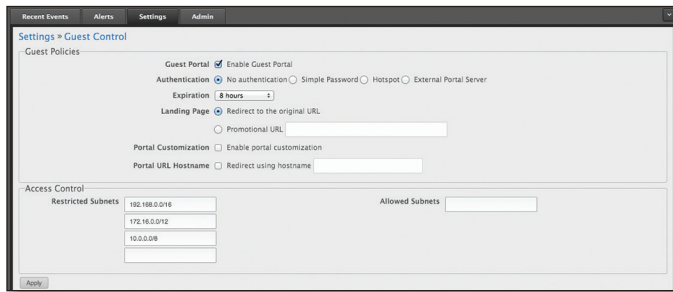 Recent Events Alerts Settings Admin
Settings » Guest Control
Guest Policies
Guest Portal Enable Guest Portal
Authentication No authentication Simple Password Hotspot External Portal Server
Expiration 8 hours
Landing Page Redirect to the original URL
Promotional URL
Portal Customization Enable portal customization
Portal URL Hostname Redirect using hostname
Access Control
Restricted Subnets 192.168.0.0/16 Allowed Subnets
172.16.0.0/12
10.0.0.0/8
Apply